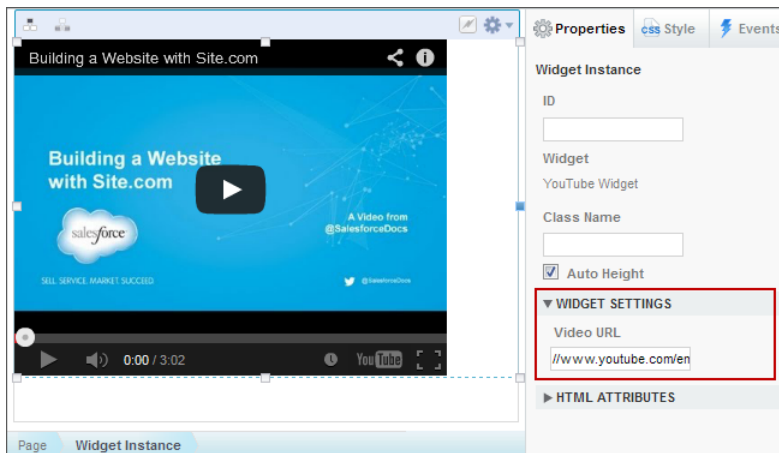 Building a Website with Site.com
Building a Website
with Site.com
salesforce
A Video from
@SalesforceDocs
SELL. SERVICE. MARKET. SUCCEED.
@SalesforceDocs
0:00 / 3:02
YouTube
Page
Widget Instance
Properties
css Style
Events
Widget Instance
ID
Widget
YouTube Widget
Class Name
Auto Height
WIDGET SETTINGS
Video URL
//www.youtube.com/en
HTML ATTRIBUTES